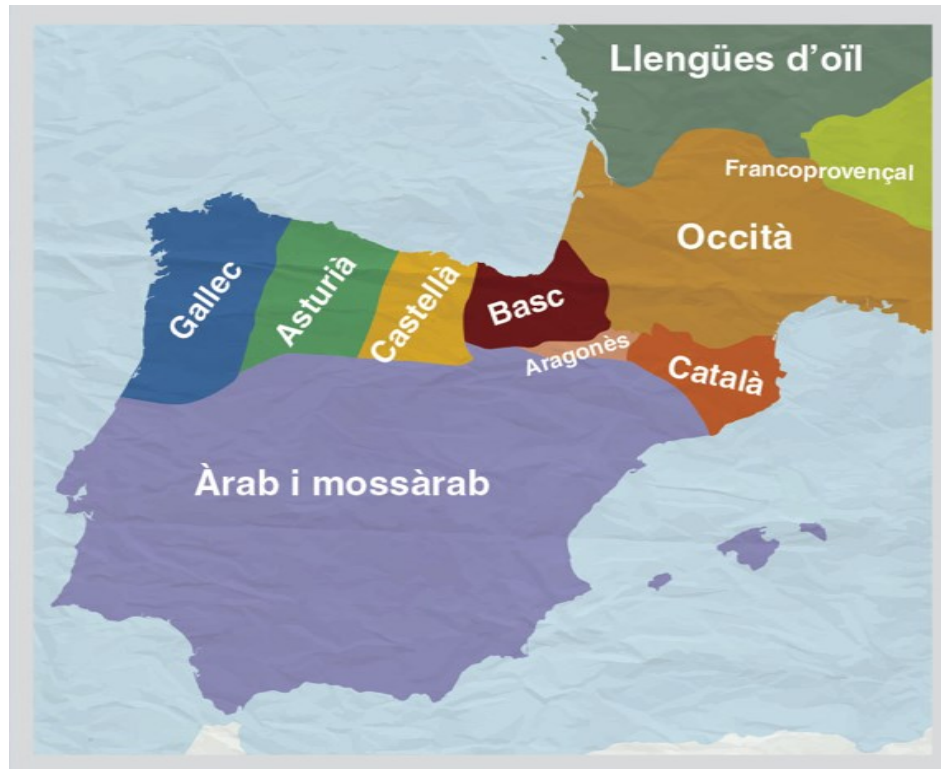 Llengües d’oïl
Francoprovençal
Occità
Gallec
Asturià
Castellà
Basc
Aragonès
Català
Àrab i mossàrab